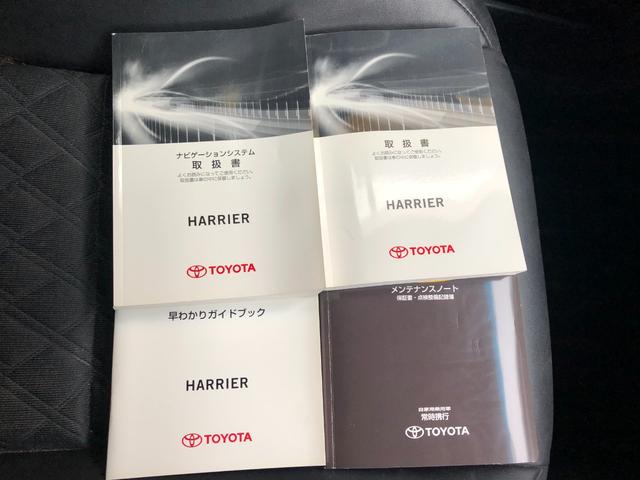 ナビゲーションシステム
取扱書
よくお読みになってご使用ください。
取扱書は車の中に保管しましょう。
HARRIER
TOYOTA
取扱書
よくお読みになってご使用ください。
取扱書は車の中に保管しましょう。
HARRIER
TOYOTA
早わかりガイドブック
HARRIER
TOYOTA
メンテナンスノート
保証書・点検整備記録簿
自家用乗用車
常時携行
TOYOTA